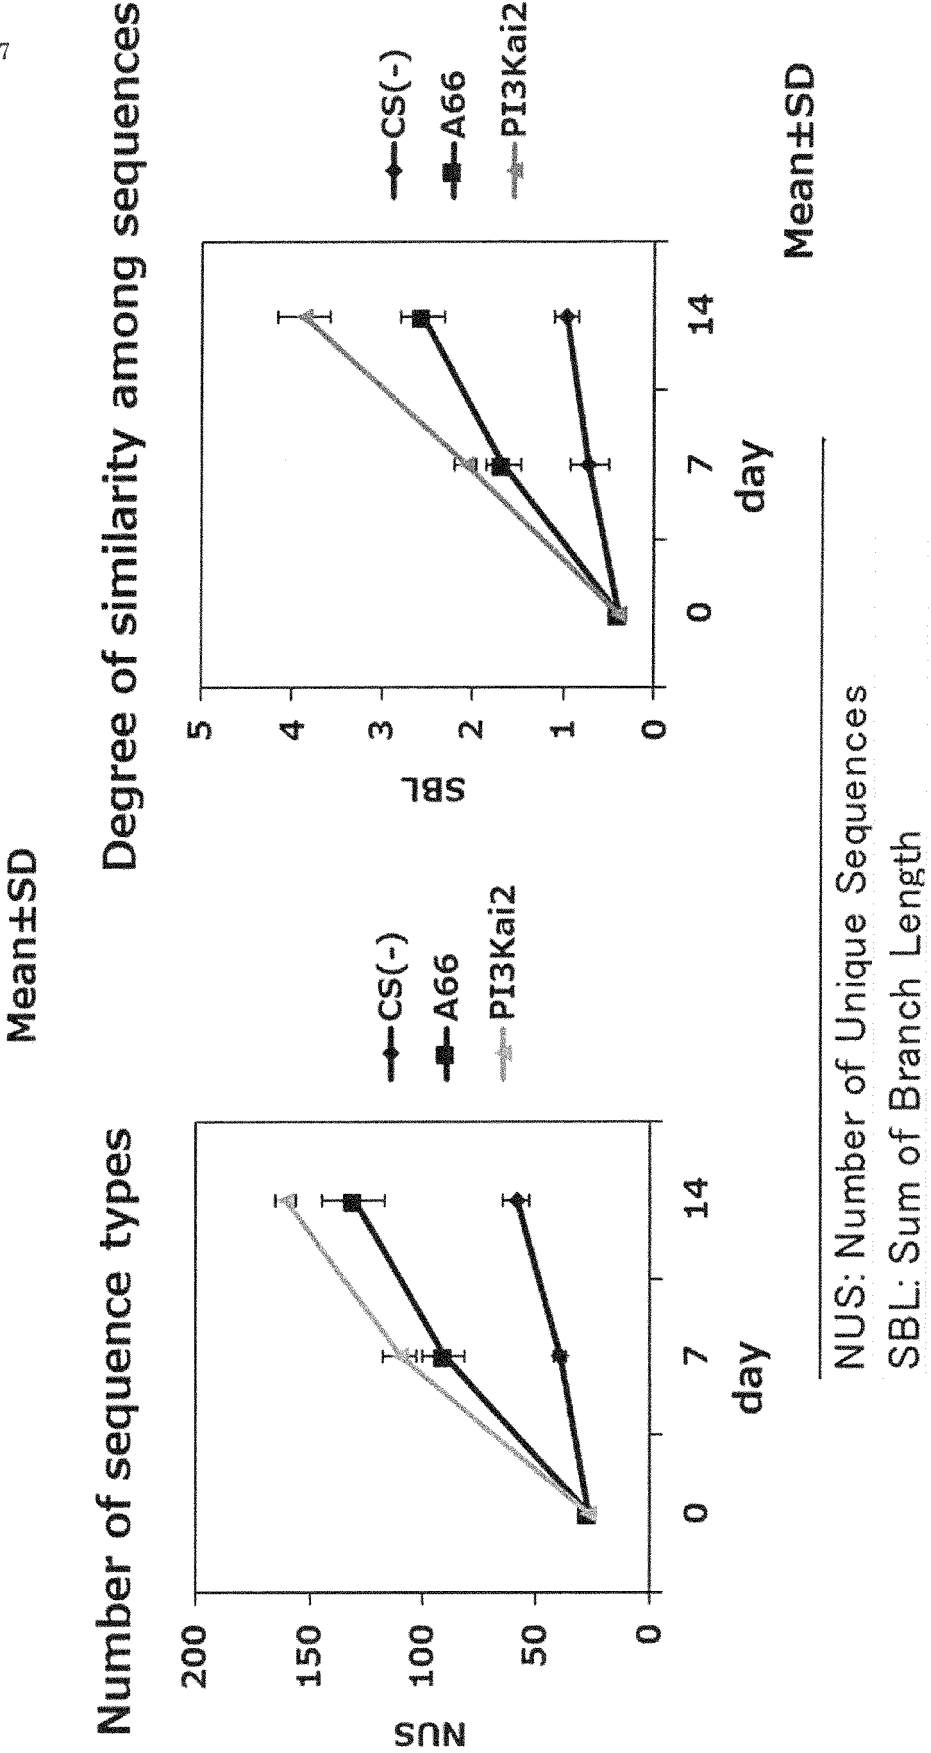 7
Mean±SD
Number of sequence types
NUS
200
150
100
50
0
0
7
14
day
CS(-)
A66
PI3Kai2
Degree of similarity among sequences
SBL
5
4
3
2
1
0
0
7
14
day
CS(-)
A66
PI3Kai2
Mean±SD
NUS: Number of Unique Sequences
SBL: Sum of Branch Length